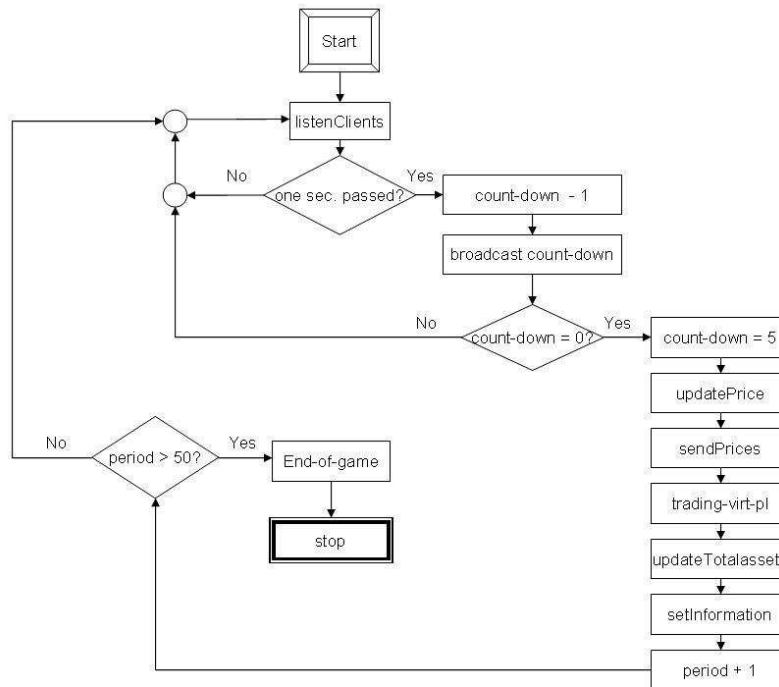 Start
listenClients
No
one sec. passed?
Yes
count-down - 1
broadcast count-down
No
count-down = 0?
Yes
count-down = 5
updatePrice
sendPrices
trading-virt-pl
updateTotalasset
setInformation
period + 1
No
period > 50?
Yes
End-of-game
stop